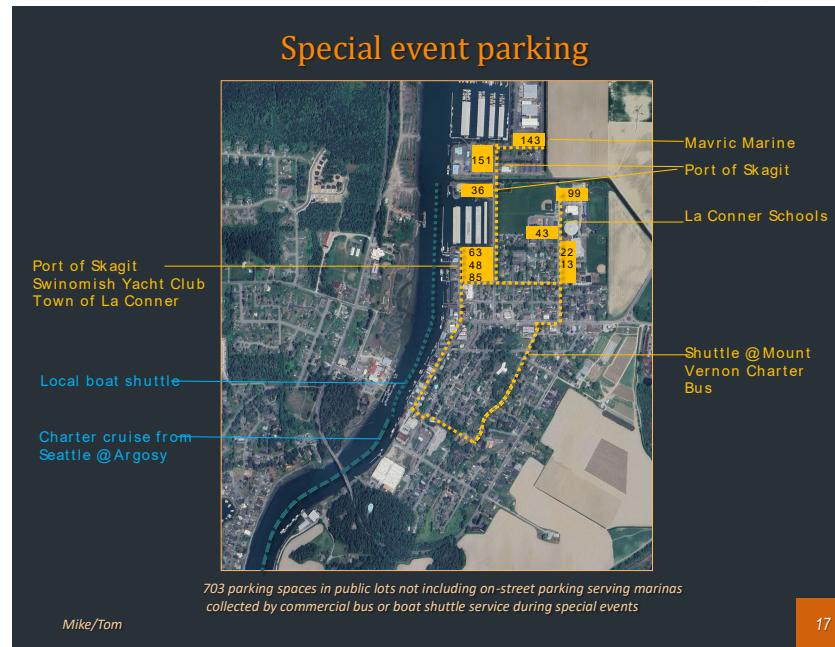 Special event parking
143
Mavric Marine
151
Port of Skagit
36
99
La Conner Schools
43
63
48
85
22
13
Port of Skagit
Swinomish Yacht Club
Town of La Conner
Shuttle @ Mount
Vernon Charter
Bus
Local boat shuttle
Charter cruise from
Seattle @ Argosy
703 parking spaces in public lots not including on-street parking serving marinas
collected by commercial bus or boat shuttle service during special events
Mike/Tom
17